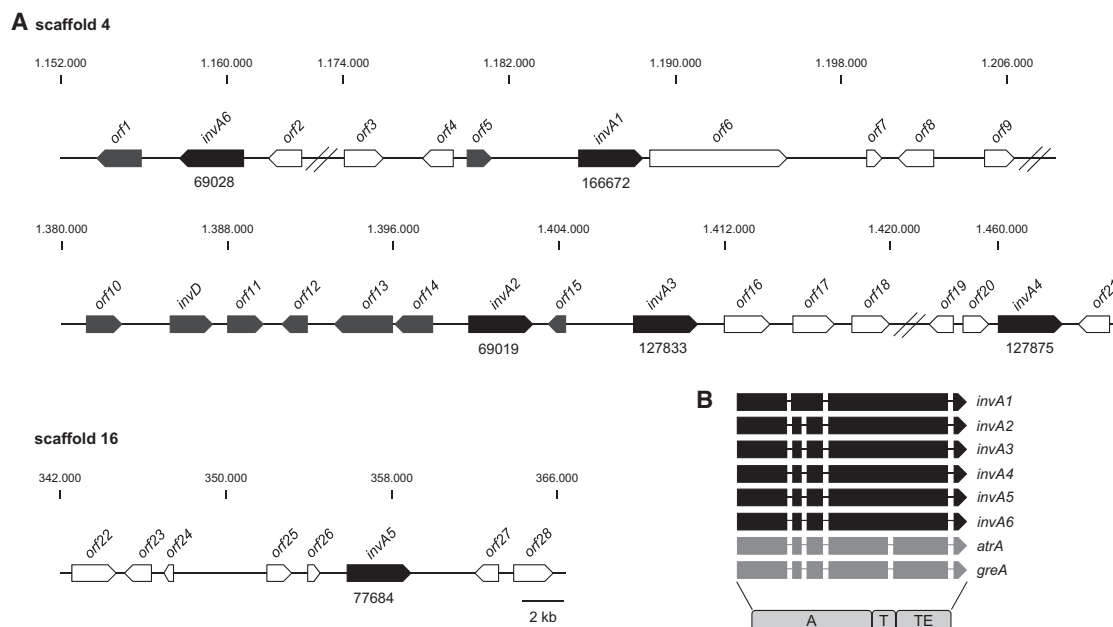 A scaffold 4
1.152.000 1.160.000 1.174.000 1.182.000 1.190.000 1.198.000 1.206.000
orf1 invA6 orf2 orf3 orf4 orf5 invA1 orf6 orf7 orf8 orf9
69028 166672
1.380.000 1.388.000 1.396.000 1.404.000 1.412.000 1.420.000 1.460.000
orf10 invD orf11 orf12 orf13 orf14 invA2 orf15 invA3 orf16 orf17 orf18 orf19 orf20 invA4
69019 127833 127875
scaffold 16
342.000 350.000 358.000 366.000
orf22 orf23 orf24 orf25 orf26 invA5 orf27 orf28
77684
2 kb
B
invA1
invA2
invA3
invA4
invA5
invA6
atrA
greA
A T TE